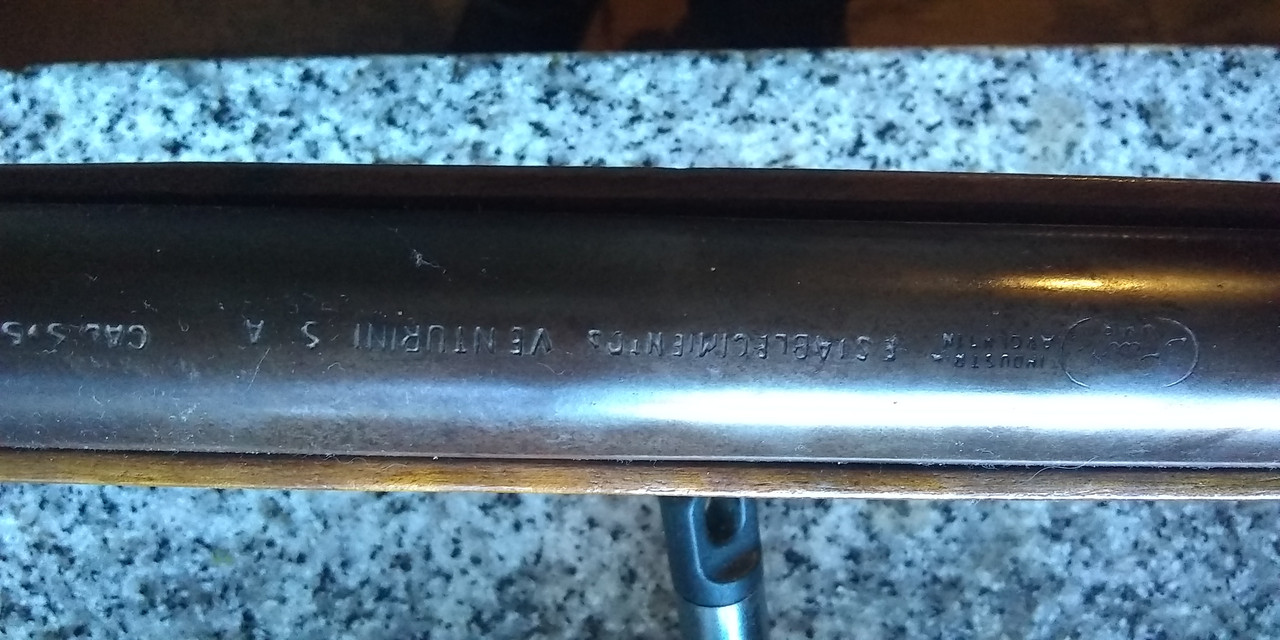 INDUSTRIA
ARGENTINA
ESTABLECIMIENTOS VENTURINI S A CAL.5,5